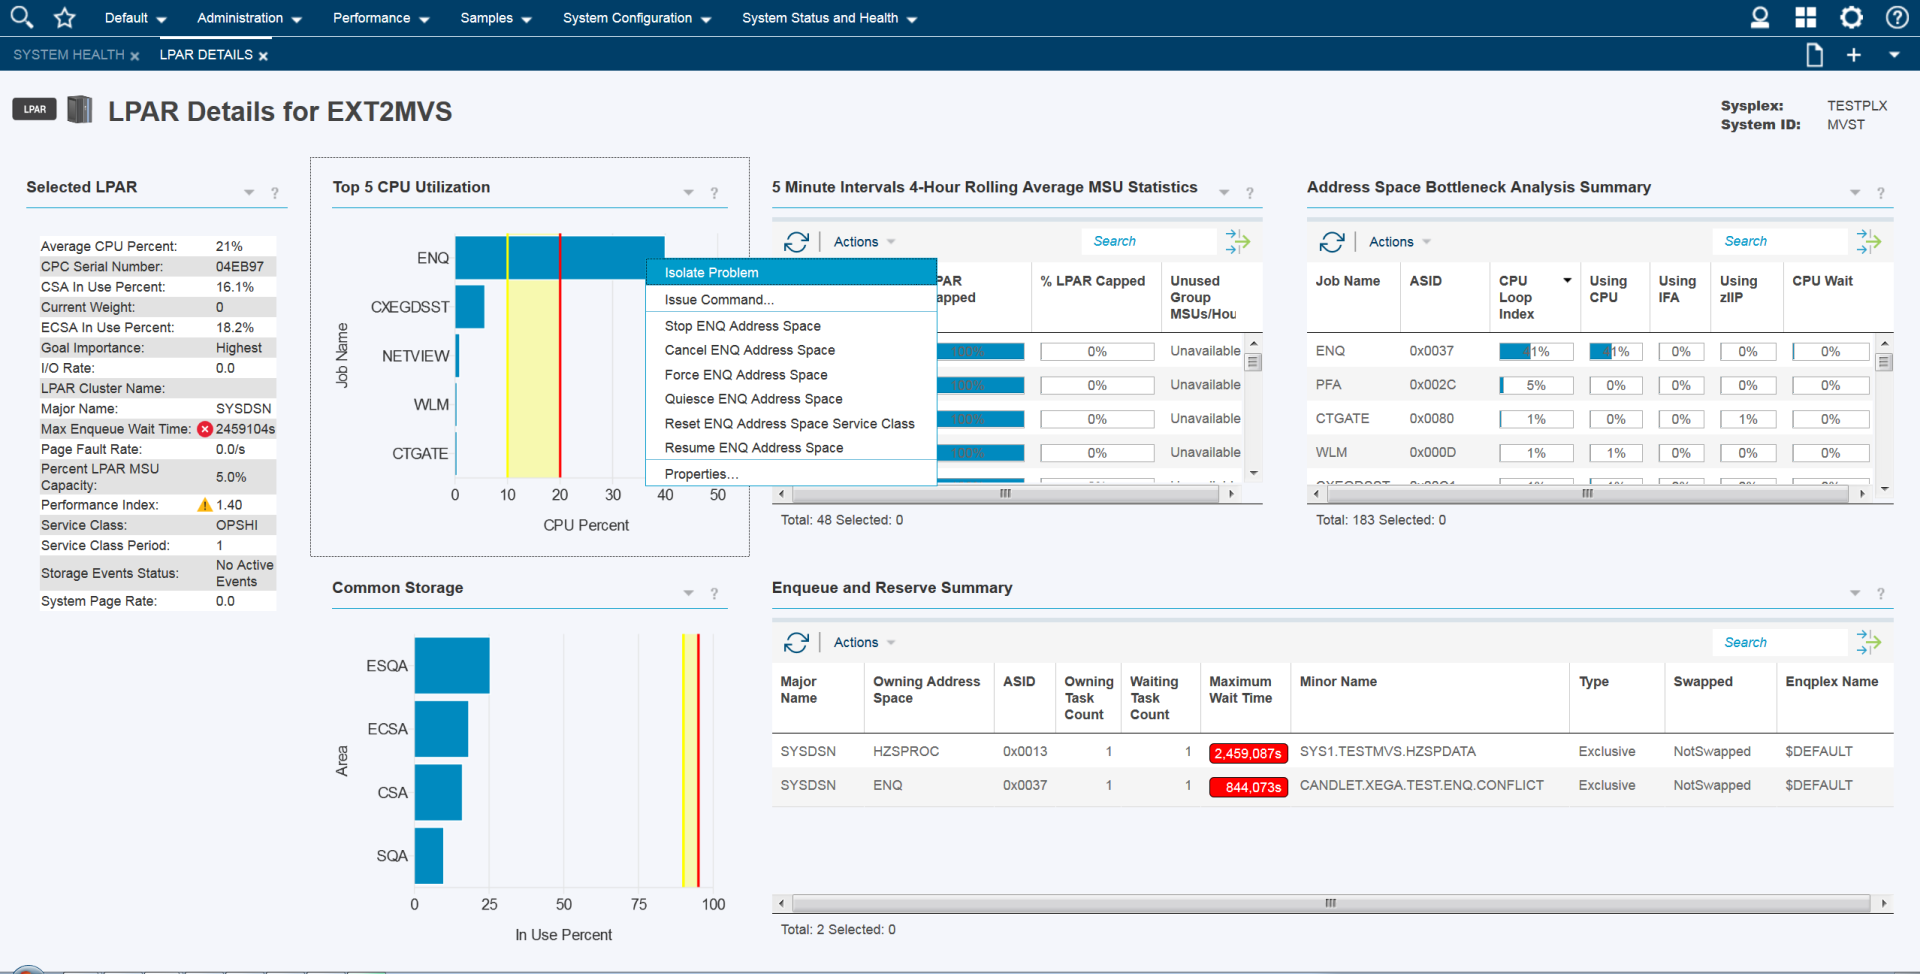 Default
Administration
Performance
Samples
System Configuration
System Status and Health
SYSTEM HEALTH
LPAR DETAILS
LPAR
LPAR Details for EXT2MVS
Sysplex: TESTPLX
System ID: MVST
Selected LPAR
?
Average CPU Percent: 21%
CPC Serial Number: 04EB97
CSA In Use Percent: 16.1%
Current Weight: 0
ECSA In Use Percent: 18.2%
Goal Importance: Highest
I/O Rate: 0.0
LPAR Cluster Name:
Major Name: SYSDSN
Max Enqueue Wait Time: 2459104s
Page Fault Rate: 0.0/s
Percent LPAR MSU
Capacity: 5.0%
Performance Index: 1.40
Service Class: OPSHI
Service Class Period: 1
Storage Events Status: No Active
Events
System Page Rate: 0.0
Top 5 CPU Utilization
?
Job Name
ENQ
CXEGDSST
NETVIEW
WLM
CTGATE
0 10 20 30 40 50
CPU Percent
Isolate Problem
Issue Command...
Stop ENQ Address Space
Cancel ENQ Address Space
Force ENQ Address Space
Quiesce ENQ Address Space
Reset ENQ Address Space Service Class
Resume ENQ Address Space
Properties...
5 Minute Intervals 4-Hour Rolling Average MSU Statistics
?
Actions
Search
% LPAR Capped
Unused
Group
MSUs/Hou
100% 0% Unavailable
100% 0% Unavailable
100% 0% Unavailable
100% 0% Unavailable
Total: 48 Selected: 0
Address Space Bottleneck Analysis Summary
?
Actions
Search
Job Name
ASID
CPU
Loop
Index
Using
CPU
Using
IFA
Using
zIIP
CPU Wait
ENQ 0x0037 41% 41% 0% 0% 0%
PFA 0x002C 5% 0% 0% 0% 0%
CTGATE 0x0080 1% 0% 0% 1% 0%
WLM 0x000D 1% 1% 0% 0% 0%
Total: 183 Selected: 0
Common Storage
?
Area
ESQA
ECSA
CSA
SQA
0 25 50 75 100
In Use Percent
Enqueue and Reserve Summary
?
Actions
Search
Major
Name
Owning Address
Space
ASID
Owning
Task
Count
Waiting
Task
Count
Maximum
Wait Time
Minor Name
Type
Swapped
Enqplex Name
SYSDSN HZSPROC 0x0013 1 1 2,459,087s SYS1.TESTMVS.HZSPDATA Exclusive NotSwapped $DEFAULT
SYSDSN ENQ 0x0037 1 1 844,073s CANDLET.XEGA.TEST.ENQ.CONFLICT Exclusive NotSwapped $DEFAULT
Total: 2 Selected: 0